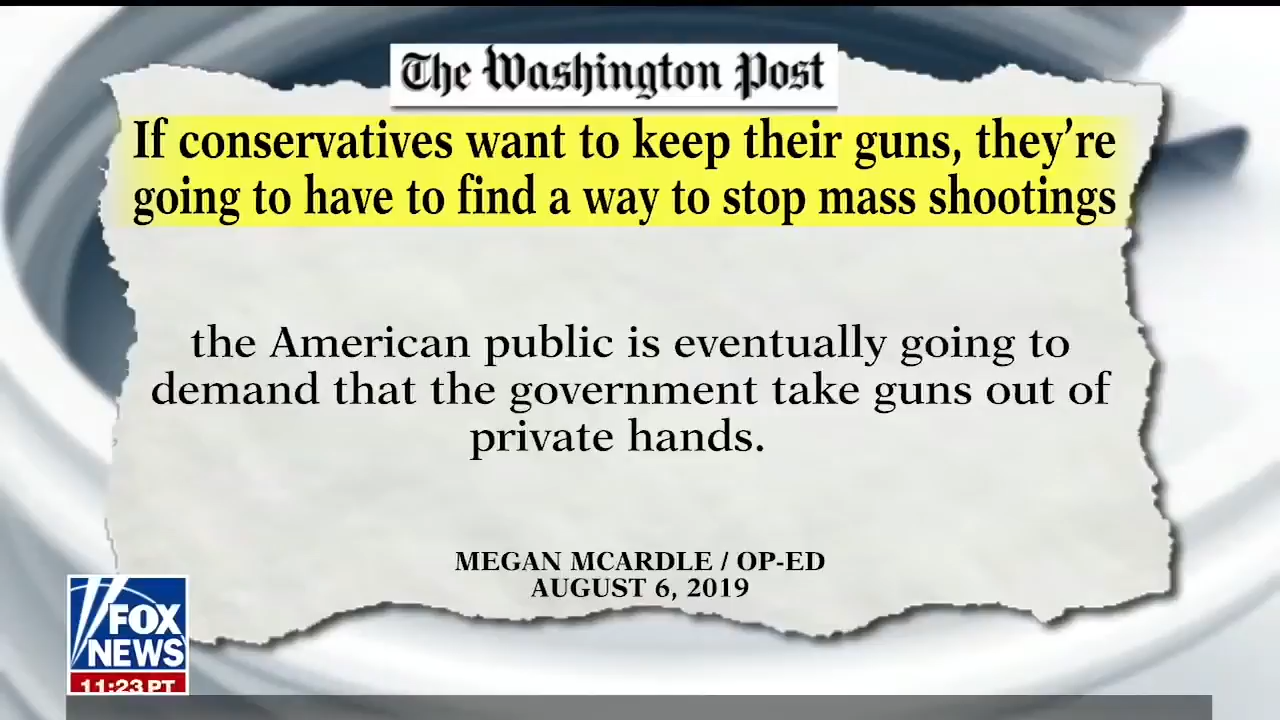 The Washington Post
If conservatives want to keep their guns, they're
going to have to find a way to stop mass shootings
the American public is eventually going to
demand that the government take guns out of
private hands.
MEGAN MCARDLE / OP-ED
AUGUST 6, 2019
FOX
NEWS
11:23 PT